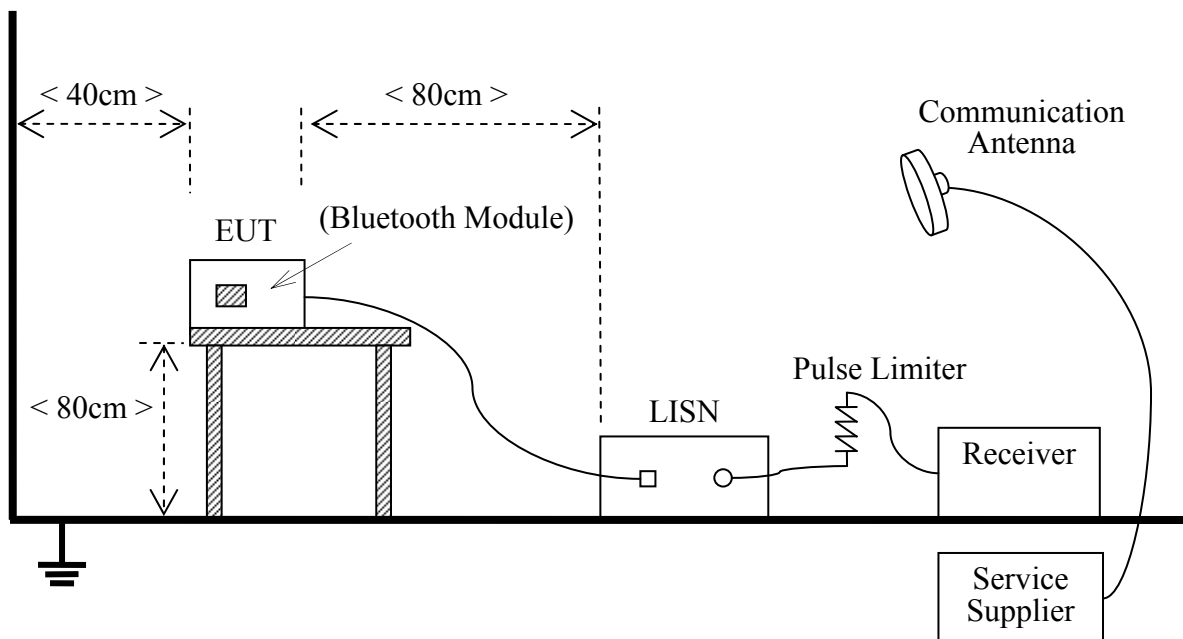 < 40cm >
< 80cm >
Communication
Antenna
(Bluetooth Module)
EUT
Pulse Limiter
< 80cm >
LISN
Receiver
Service
Supplier